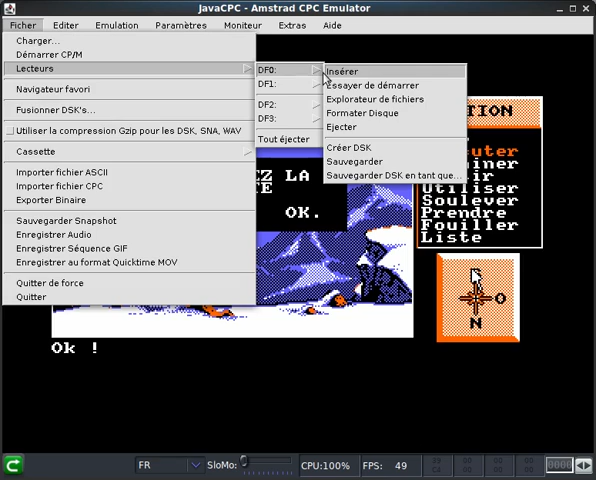 JavaCPC - Amstrad CPC Emulator
Fichier Editer Emulation Paramètres Moniteur Extras Aide
Charger...
Démarrer CP/M
Lecteurs
Navigateur favori
Fusionner DSK's...
Utiliser la compression Gzip pour les DSK, SNA, WAV
Cassette
Importer fichier ASCII
Importer fichier CPC
Exporter Binaire
Sauvegarder Snapshot
Enregistrer Audio
Enregistrer Séquence GIF
Enregistrer au format Quicktime MOV
Quitter de force
Quitter
DF0:
DF1:
DF2:
DF3:
Tout éjecter
Insérer
Essayer de démarrer
Explorateur de fichiers
Formater Disque
Ejecter
Créer DSK
Sauvegarder
Sauvegarder DSK en tant que...
EZ LA
TE
OK.
TION
uter
iner
ir
Utiliser
Soulever
Prendre
Fouiller
Liste
O
N
Ok !
FR SloMo: CPU:100% FPS: 49
0000